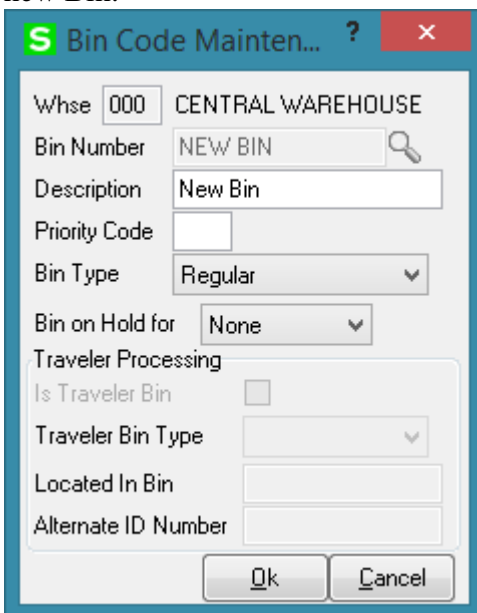 new Bin.
S Bin Code Mainten... ? ×
Whse 000 CENTRAL WAREHOUSE
Bin Number NEW BIN
Description New Bin
Priority Code
Bin Type Regular
Bin on Hold for None
Traveler Processing
Is Traveler Bin
Traveler Bin Type
Located In Bin
Alternate ID Number
Ok Cancel